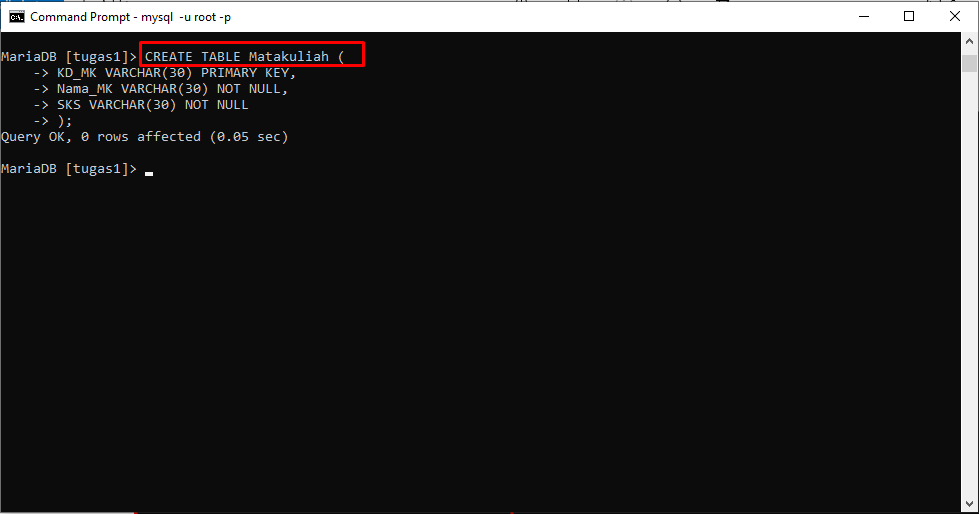 Command Prompt - mysql -u root -p
MariaDB [tugas1]> CREATE TABLE Matakuliah (
-> KD_MK VARCHAR(30) PRIMARY KEY,
-> Nama_MK VARCHAR(30) NOT NULL,
-> SKS VARCHAR(30) NOT NULL
-> );
Query OK, 0 rows affected (0.05 sec)
MariaDB [tugas1]>